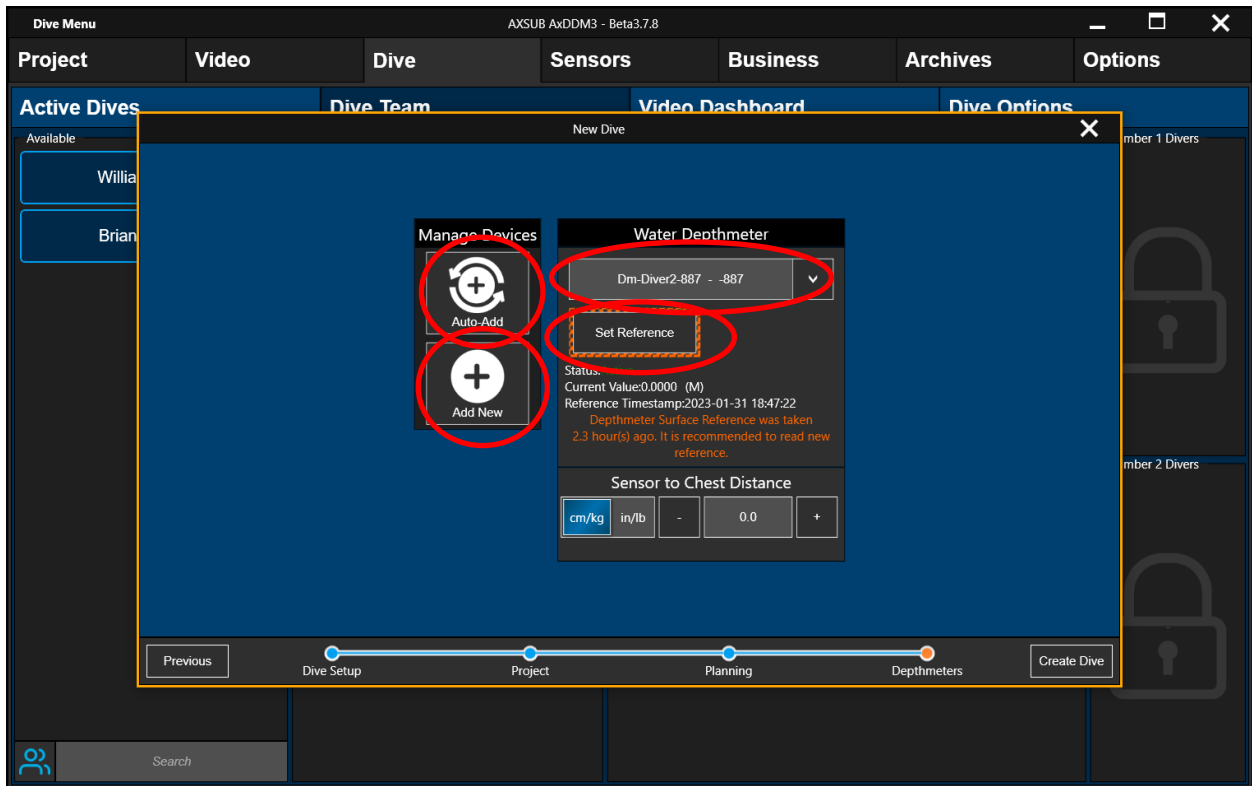 Dive Menu
AXSUB AxDDM3 - Beta3.7.8
Project Video Dive Sensors Business Archives Options
Active Dives Dive Team Video Dashboard Dive Options
New Dive
Available
mber 1 Divers
Willia
Brian
Manage Devices
Water Depthmeter
Dm-Diver2-887 - -887
Auto-Add
Set Reference
Status:
Current Value:0.0000 (M)
Add New
Reference Timestamp:2023-01-31 18:47:22
Depthmeter Surface Reference was taken
2.3 hour(s) ago. It is recommended to read new
reference.
mber 2 Divers
Sensor to Chest Distance
cm/kg in/lb - 0.0 +
Previous
Dive Setup
Project
Planning
Depthmeters
Create Dive
Search